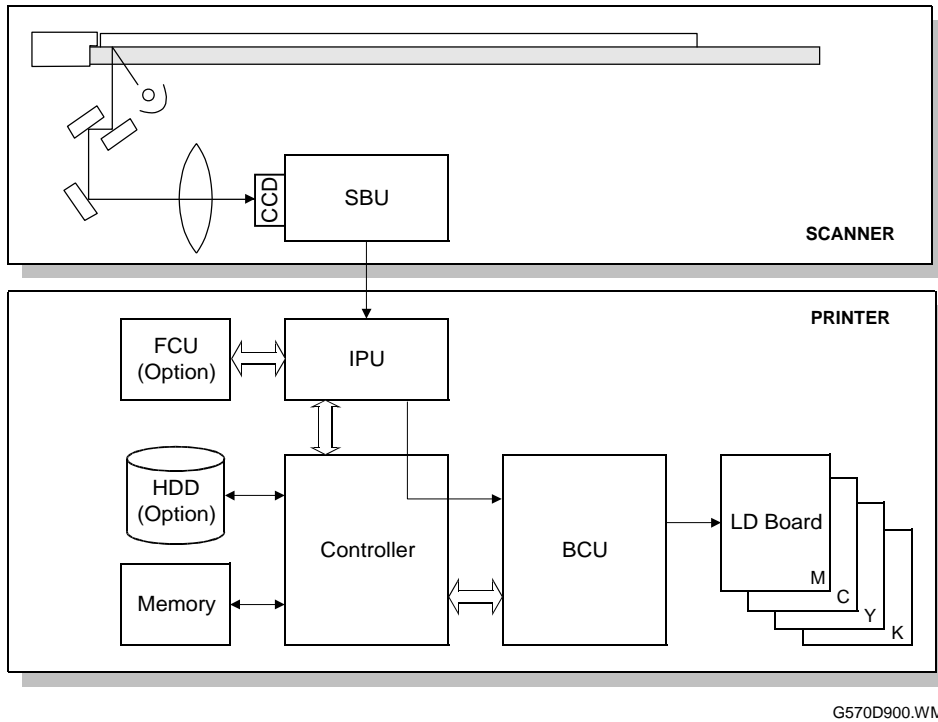 CCD
SBU
SCANNER
PRINTER
FCU
(Option)
IPU
HDD
(Option)
Controller
BCU
LD Board
M
C
Y
K
Memory
G570D900.WM